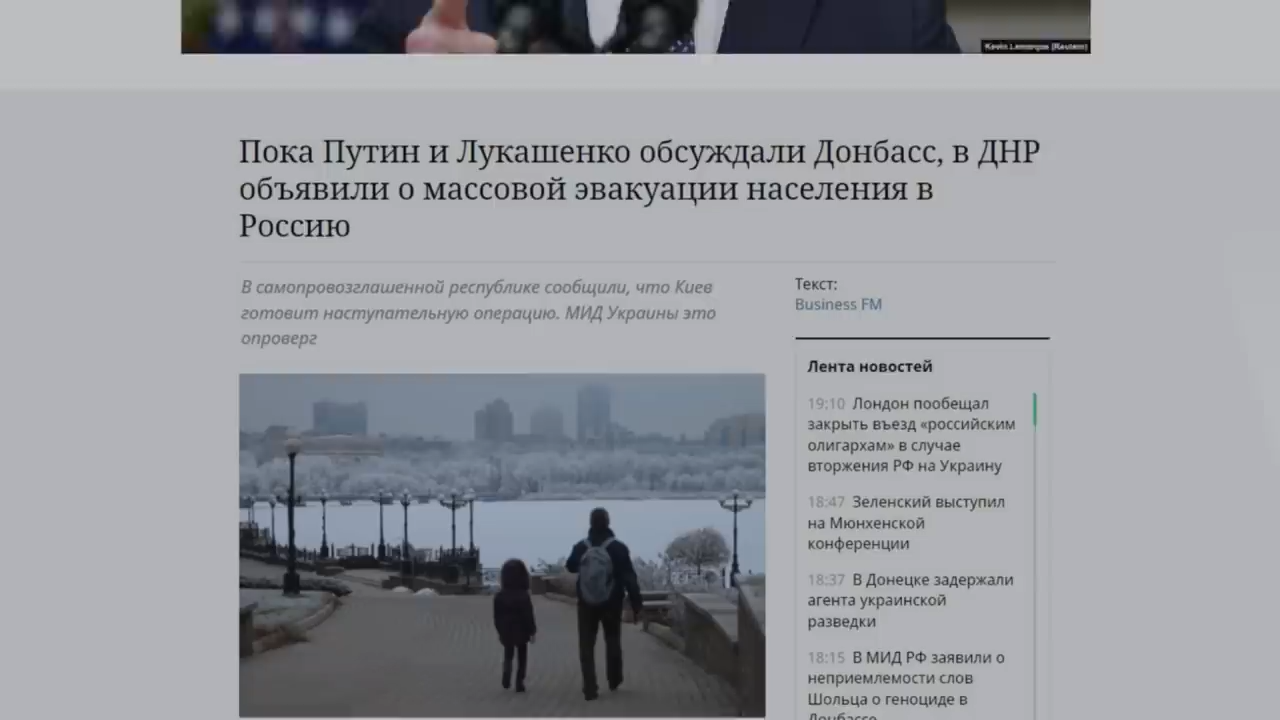 Kevin Lamarque (Reuters)
Пока Путин и Лукашенко обсуждали Донбасс, в ДНР
объявили о массовой эвакуации населения в
Россию
В самопровозглашенной республике сообщили, что Киев
готовит наступательную операцию. МИД Украины это
опроверг
Текст:
Business FM
Лента новостей
19:10 Лондон пообещал
закрыть въезд «российским
олигархам» в случае
вторжения РФ на Украину
18:47 Зеленский выступил
на Мюнхенской
конференции
18:37 В Донецке задержали
агента украинской
разведки
18:15 В МИД РФ заявили о
неприемлемости слов
Шольца о геноциде в
Донбассе